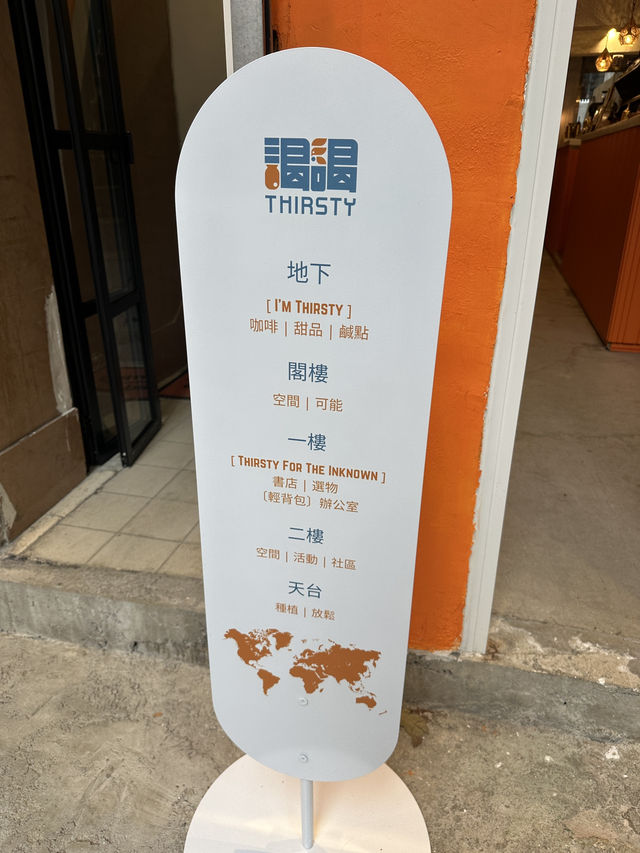 渴喝
THIRSTY
地下
[ I'M THIRSTY ]
咖啡 | 甜品 | 鹹點
閣樓
空間 | 可能
一樓
[ THIRSTY FOR THE INKNOWN ]
書店 | 選物
〔輕背包〕辦公室
二樓
空間 | 活動 | 社區
天台
種植 | 放鬆